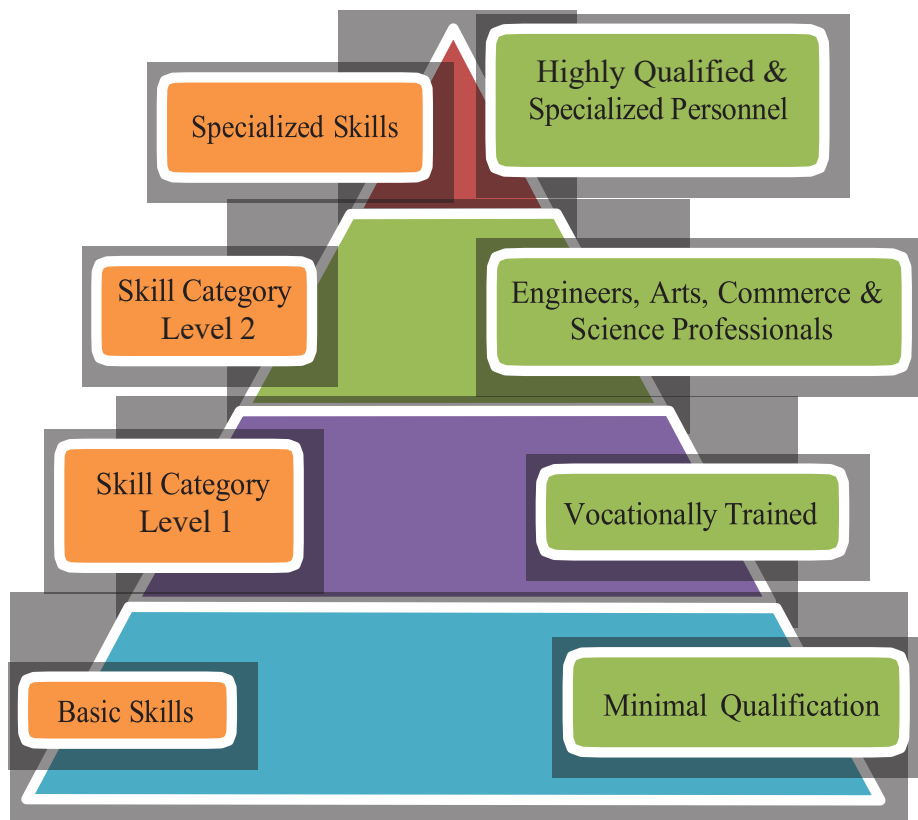 Specialized Skills
Highly Qualified &
Specialized Personnel
Skill Category
Level 2
Engineers, Arts, Commerce &
Science Professionals
Skill Category
Level 1
Vocationally Trained
Basic Skills
Minimal Qualification